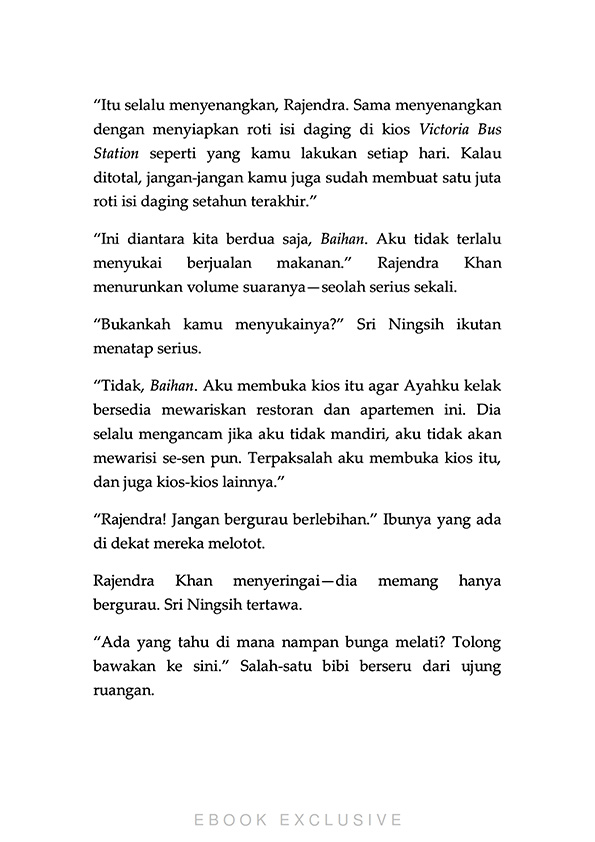 “Itu selalu menyenangkan, Rajendra. Sama menyenangkan
dengan menyiapkan roti isi daging di kios Victoria Bus
Station seperti yang kamu lakukan setiap hari. Kalau
ditotal, jangan-jangan kamu juga sudah membuat satu juta
roti isi daging setahun terakhir.”
“Ini diantara kita berdua saja, Baihan. Aku tidak terlalu
menyukai berjualan makanan.” Rajendra Khan
menurunkan volume suaranya—seolah serius sekali.
“Bukankah kamu menyukainya?” Sri Ningsih ikutan
menatap serius.
“Tidak, Baihan. Aku membuka kios itu agar Ayahku kelak
bersedia mewariskan restoran dan apartemen ini. Dia
selalu mengancam jika aku tidak mandiri, aku tidak akan
mewarisi se-sen pun. Terpaksalah aku membuka kios itu,
dan juga kios-kios lainnya.”
“Rajendra! Jangan bergurau berlebihan.” Ibunya yang ada
di dekat mereka melotot.
Rajendra Khan menyeringai—dia memang hanya
bergurau. Sri Ningsih tertawa.
“Ada yang tahu di mana nampan bunga melati? Tolong
bawakan ke sini.” Salah-satu bibi berseru dari ujung
ruangan.
EBOOK EXCLUSIVE